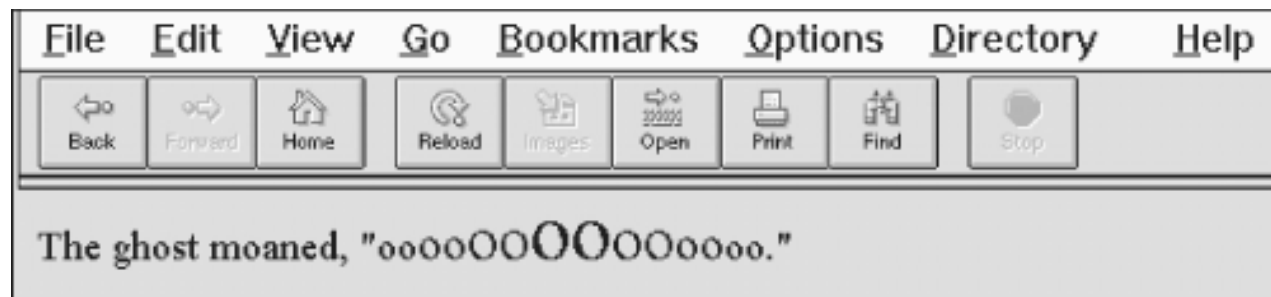 File Edit View Go Bookmarks Options Directory Help
Back Forward Home Reload Images Open Print Find Stop
The ghost moaned, "oooooOOOOOOooooo."